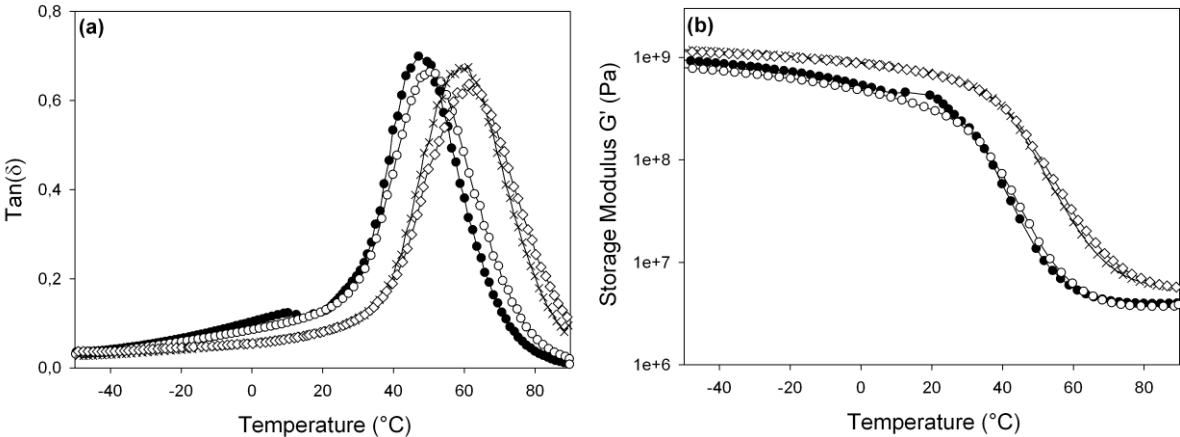 (a)
Tan(δ)
0,8
0,6
0,4
0,2
0,0
-40 -20 0 20 40 60 80
Temperature (°C)
(b)
Storage Modulus G' (Pa)
1e+9
1e+8
1e+7
1e+6
-40 -20 0 20 40 60 80
Temperature (°C)